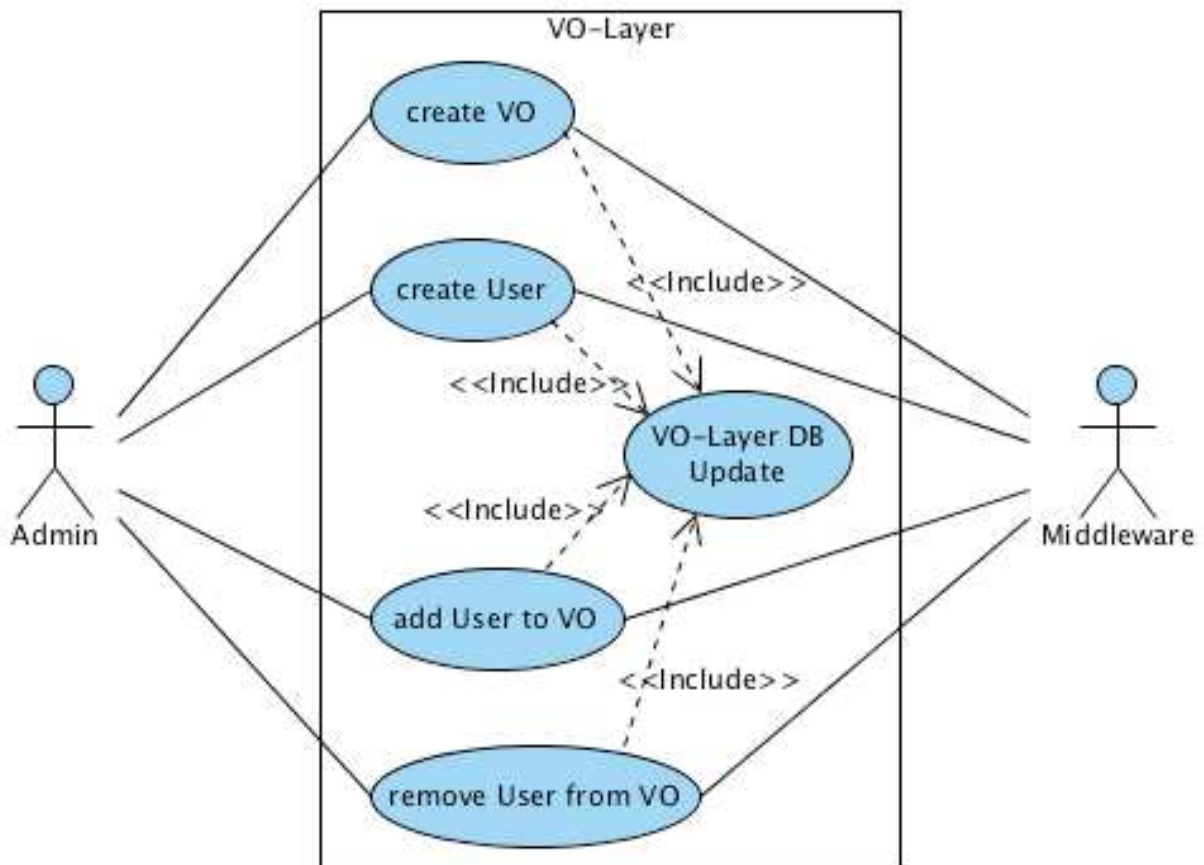 VO-Layer
create VO
<<Include>>
create User
<<Include>>
VO-Layer DB
Update
<<Include>>
Admin
Middleware
add User to VO
<<Include>>
remove User from VO